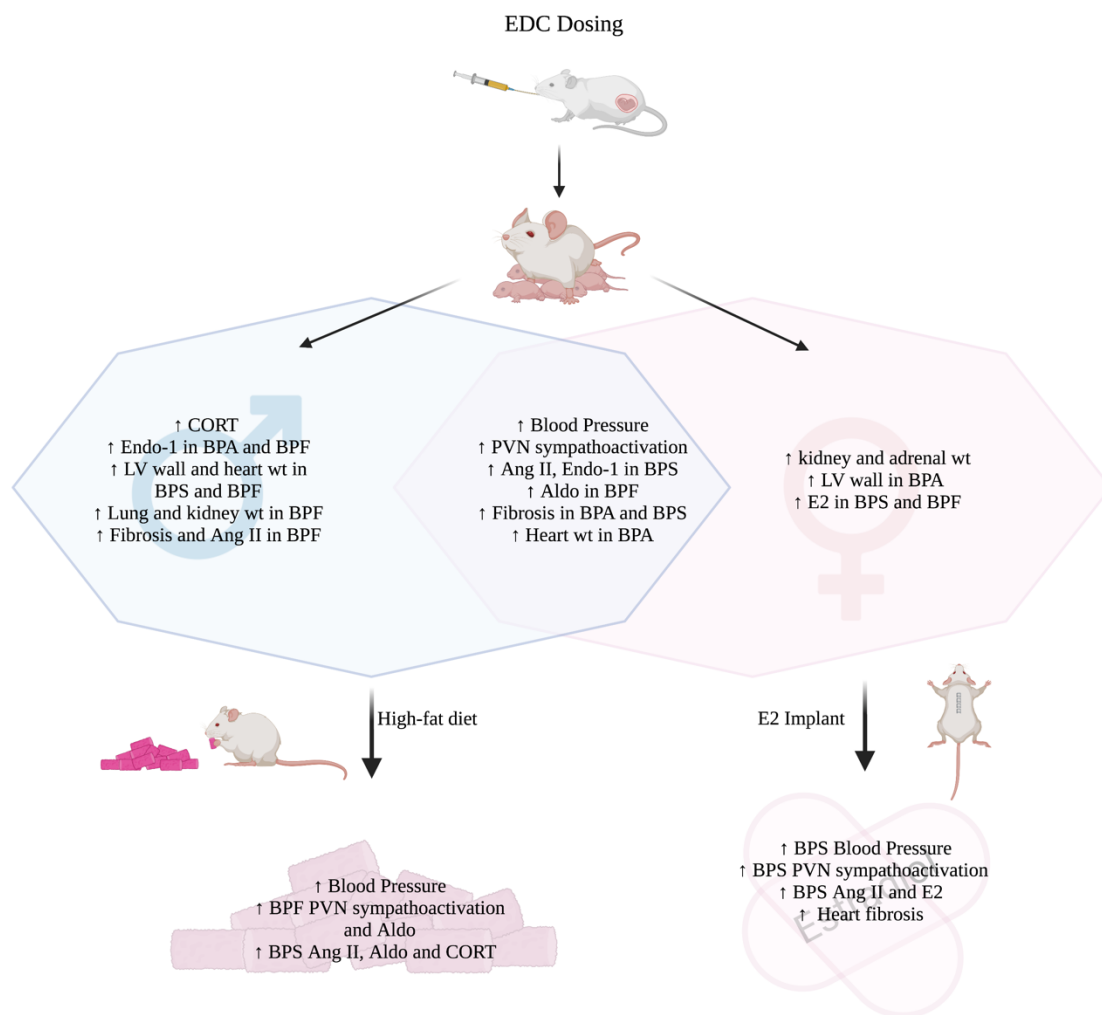 EDC Dosing
↑ CORT
↑ Endo-1 in BPA and BPF
↑ LV wall and heart wt in
BPS and BPF
↑ Lung and kidney wt in BPF
↑ Fibrosis and Ang II in BPF
↑ Blood Pressure
↑ PVN sympathoactivation
↑ Ang II, Endo-1 in BPS
↑ Aldo in BPF
↑ Fibrosis in BPA and BPS
↑ Heart wt in BPA
↑ kidney and adrenal wt
↑ LV wall in BPA
↑ E2 in BPS and BPF
High-fat diet
E2 Implant
↑ Blood Pressure
↑ BPF PVN sympathoactivation
and Aldo
↑ BPS Ang II, Aldo and CORT
↑ BPS Blood Pressure
↑ BPS PVN sympathoactivation
↑ BPS Ang II and E2
↑ Heart fibrosis
Estradiol